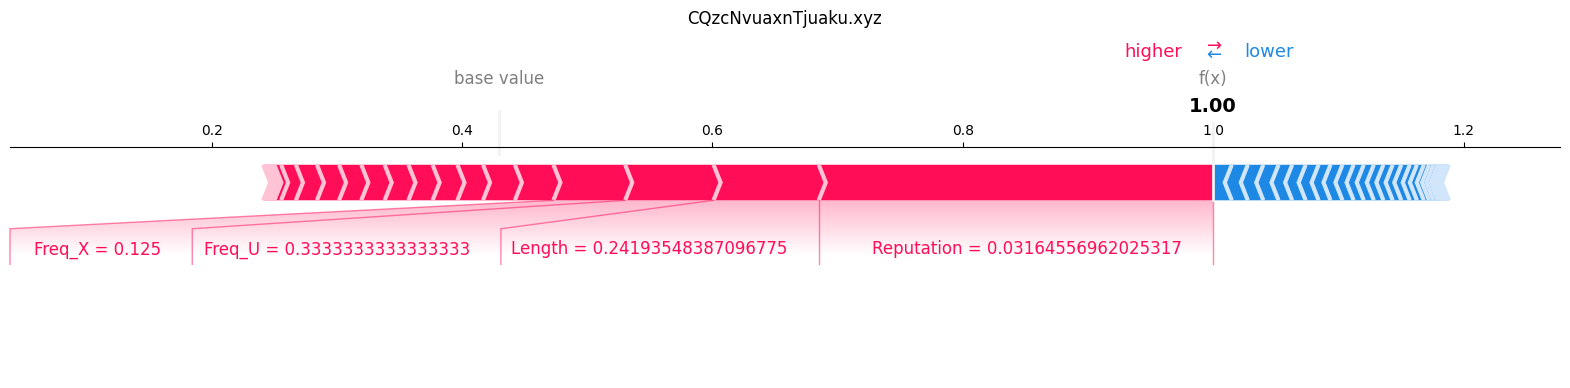 CQzcNvuaxnTjuaku.xyz
higher ⇄ lower
base value f(x)
1.00
0.2 0.4 0.6 0.8 1.0 1.2
Freq_X = 0.125 Freq_U = 0.3333333333333333 Length = 0.24193548387096775 Reputation = 0.03164556962025317